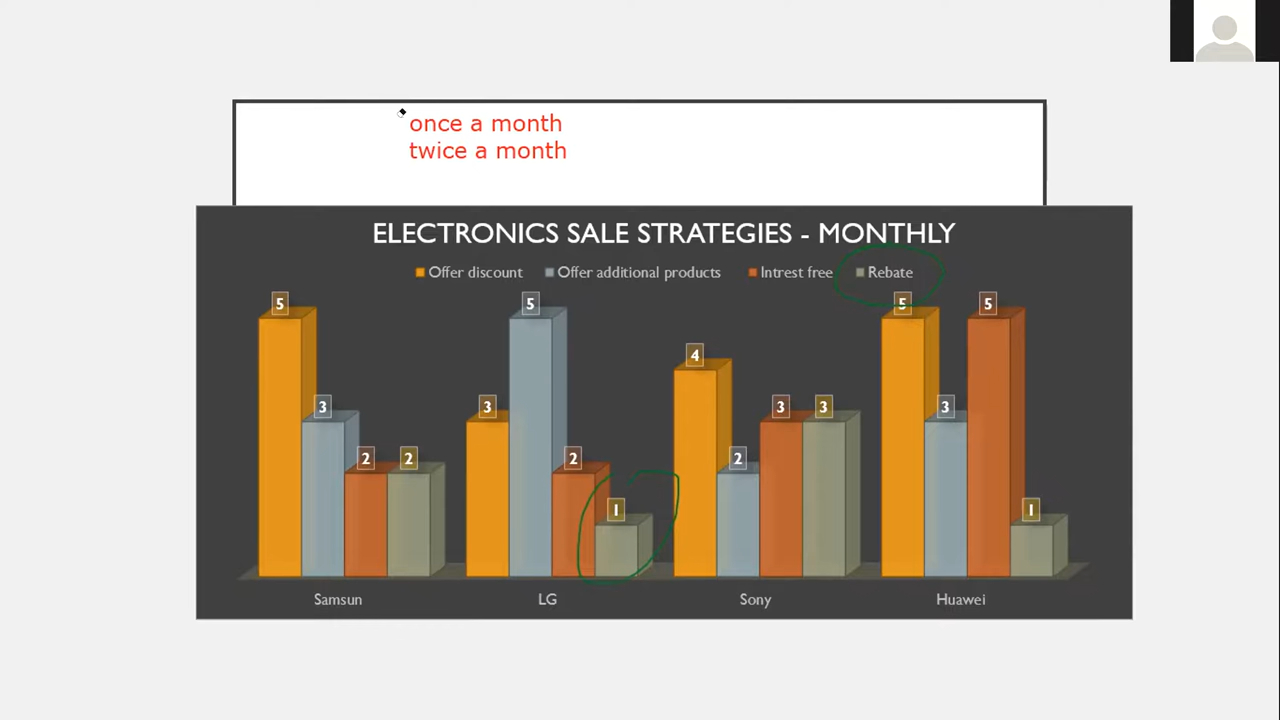 once a month
twice a month
ELECTRONICS SALE STRATEGIES - MONTHLY
Offer discount Offer additional products Intrest free Rebate
5 3 2 2 3 5 2 1 4 2 3 3 5 3 5 1
Samsun LG Sony Huawei